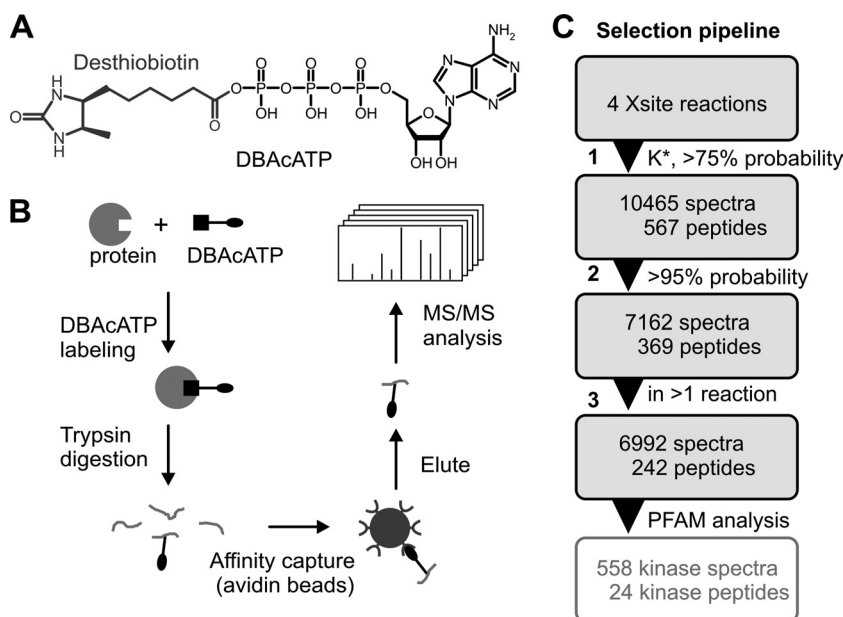 A
Desthiobiotin
H
N
O
N
H
O
O
O
O
O
P
O
P
O
P
O
OH
OH
OH
O
OH
OH
N
N
N
N
NH2
DBAcATP
B
protein
+
DBAcATP
DBAcATP
labeling
Trypsin
digestion
Affinity capture
(avidin beads)
Elute
MS/MS
analysis
C
Selection pipeline
4 Xsite reactions
1
K*, >75% probability
10465 spectra
567 peptides
2
>95% probability
7162 spectra
369 peptides
3
in >1 reaction
6992 spectra
242 peptides
PFAM analysis
558 kinase spectra
24 kinase peptides